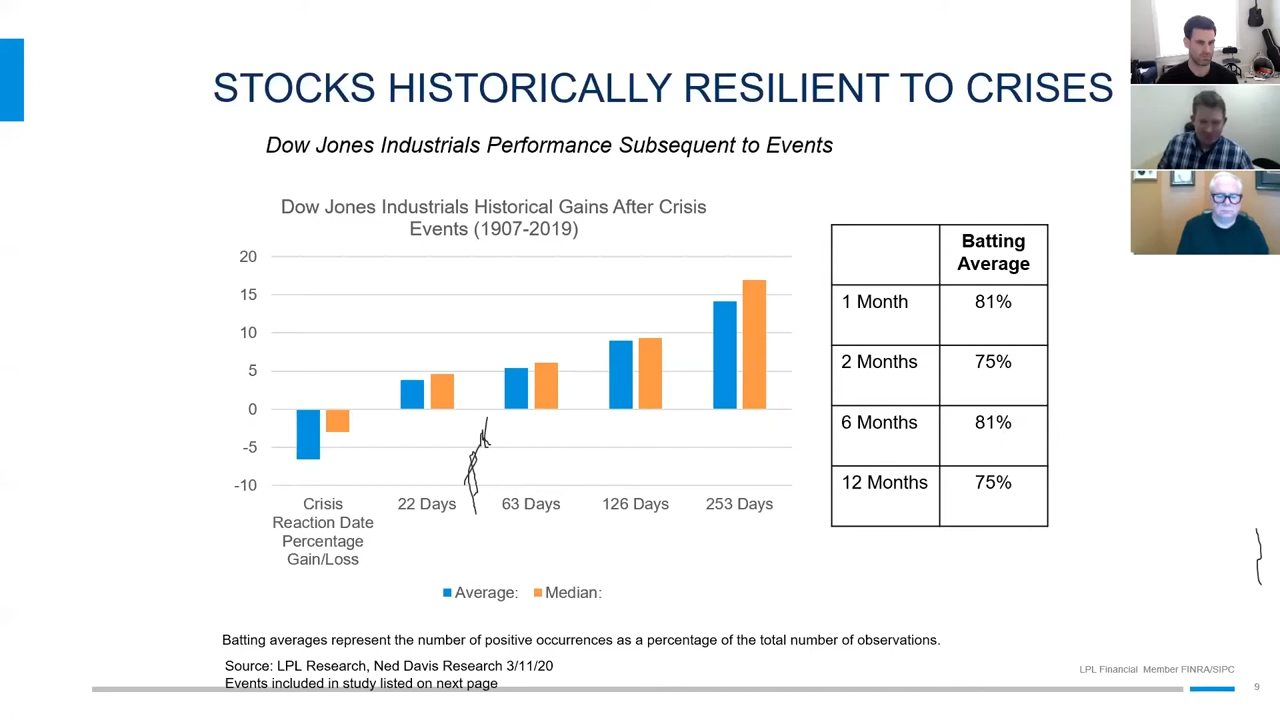 STOCKS HISTORICALLY RESILIENT TO CRISES
Dow Jones Industrials Performance Subsequent to Events
Dow Jones Industrials Historical Gains After Crisis
Events (1907-2019)
20
15
10
5
0
-5
-10
Crisis
Reaction Date
Percentage
Gain/Loss
22 Days
63 Days
126 Days
253 Days
Average:
Median:
Batting
Average
1 Month 81%
2 Months 75%
6 Months 81%
12 Months 75%
Batting averages represent the number of positive occurrences as a percentage of the total number of observations.
Source: LPL Research, Ned Davis Research 3/11/20
Events included in study listed on next page
LPL Financial Member FINRA/SIPC
9